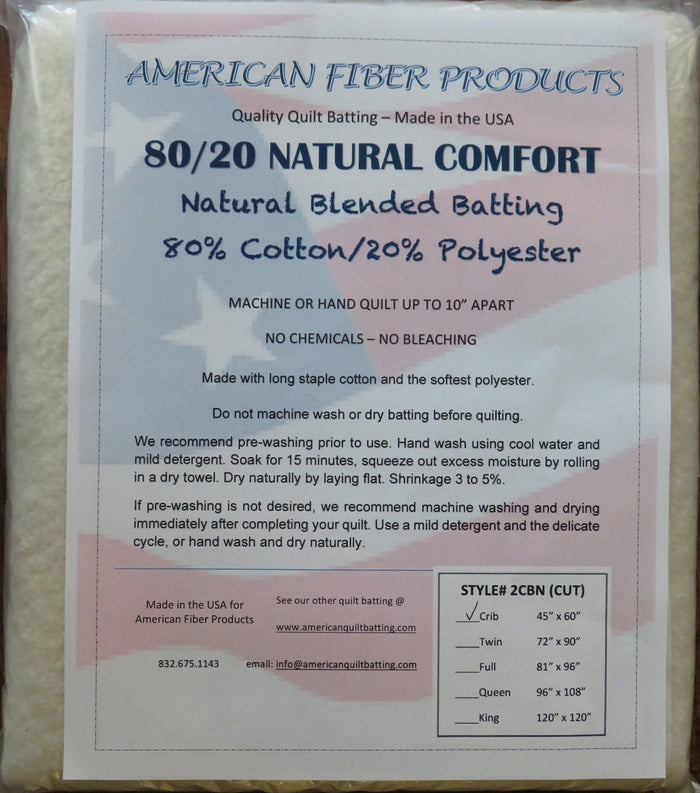 AMERICAN FIBER PRODUCTS
Quality Quilt Batting – Made in the USA
80/20 NATURAL COMFORT
Natural Blended Batting
80% Cotton/20% Polyester
MACHINE OR HAND QUILT UP TO 10” APART
NO CHEMICALS – NO BLEACHING
Made with long staple cotton and the softest polyester.
Do not machine wash or dry batting before quilting.
We recommend pre-washing prior to use. Hand wash using cool water and
mild detergent. Soak for 15 minutes, squeeze out excess moisture by rolling
in a dry towel. Dry naturally by laying flat. Shrinkage 3 to 5%.
If pre-washing is not desired, we recommend machine washing and drying
immediately after completing your quilt. Use a mild detergent and the delicate
cycle, or hand wash and dry naturally.
Made in the USA for
American Fiber Products
832.675.1143
See our other quilt batting @
www.americanquiltbatting.com
email: info@americanquiltbatting.com
STYLE# 2CBN (CUT)
✓ Crib 45” x 60”
____Twin 72” x 90”
____Full 81” x 96”
____Queen 96” x 108”
____King 120” x 120”